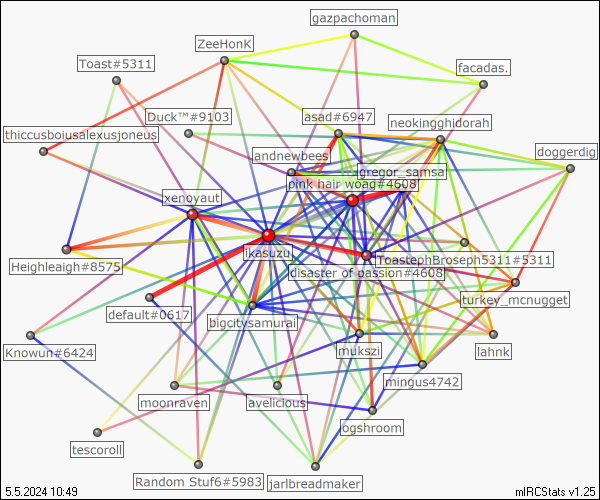 gazpachoman
ZeeHonK
Toast#5311
facadas.
Duck™#9103
asad#6947
neokingghidorah
thiccusboiusalexusjoneus
andnewbees
doggerdig
gregor_samsa
pink hair woag#4608
xenoyaut
ikasuzu
ToastephBroseph5311#5311
Heighleaigh#8575
disaster of passion#4608
turkey_mcnugget
default#0617
bigcitysamurai
Knowun#6424
mukszi
lahnk
mingus4742
moonraven
avelicious
ogshroom
tescoroll
Random Stuf6#5983
jarlbreadmaker
5.5.2024 10:49
mIRCStats v1.25